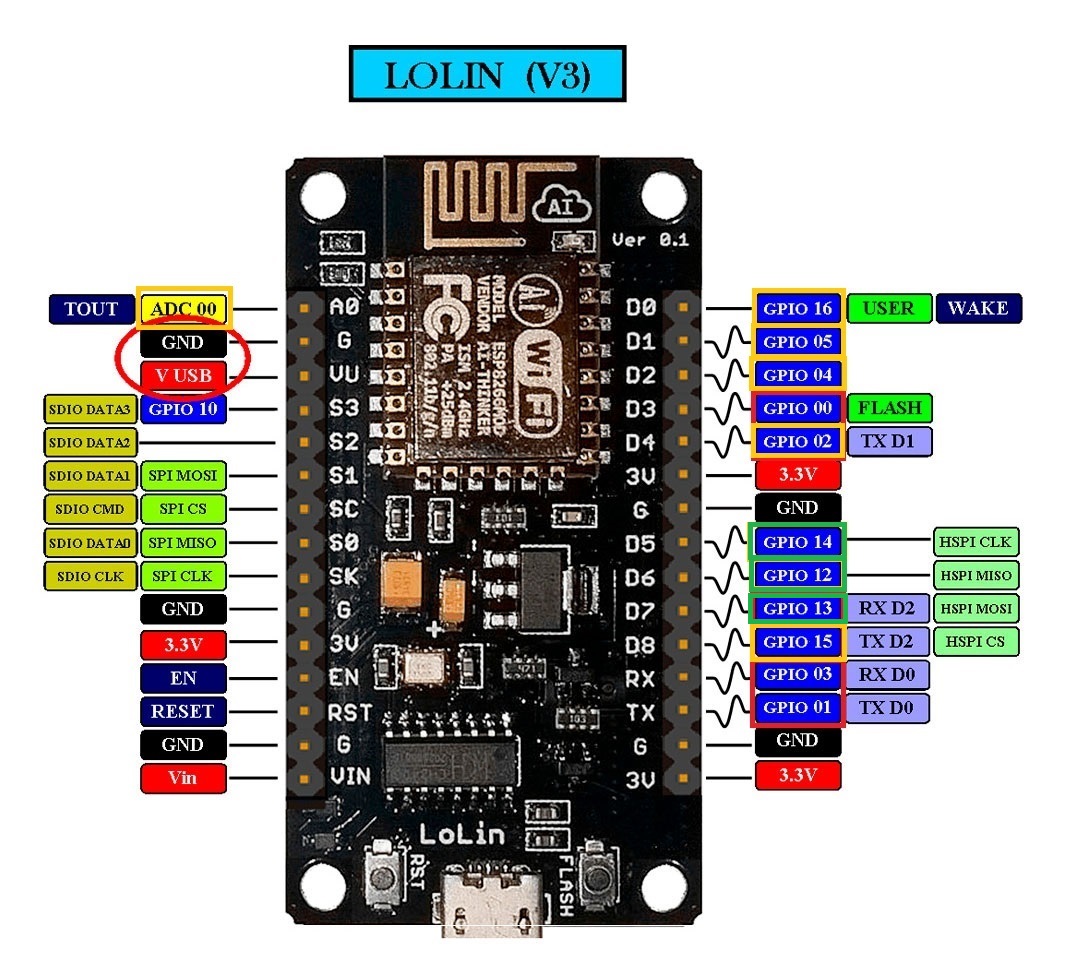 LOLIN (V3)
AI
Ver 0.1
TOUT ADC 00 A0 D0 GPIO 16 USER WAKE
GND G D1 GPIO 05
V USB VU D2 GPIO 04
SDIO DATA3 GPIO 10 S3 D3 GPIO 00 FLASH
SDIO DATA2 S2 D4 GPIO 02 TX D1
SDIO DATA1 SPI MOSI S1 3V 3.3V
SDIO CMD SPI CS SC G GND
SDIO DATA0 SPI MISO S0 D5 GPIO 14 HSPI CLK
SDIO CLK SPI CLK SK D6 GPIO 12 HSPI MISO
GND G D7 GPIO 13 RX D2 HSPI MOSI
3.3V 3V D8 GPIO 15 TX D2 HSPI CS
EN EN RX GPIO 03 RX D0
RESET RST TX GPIO 01 TX D0
GND G G GND
Vin VIN 3V 3.3V
MODEL ESP8266MOD
VENDOR AI-THINKER
ISM 2.4GHz
PA +25dBm
802.11b/g/n
FCC
Ai
WiFi
+
LoLin
RST
FLASH